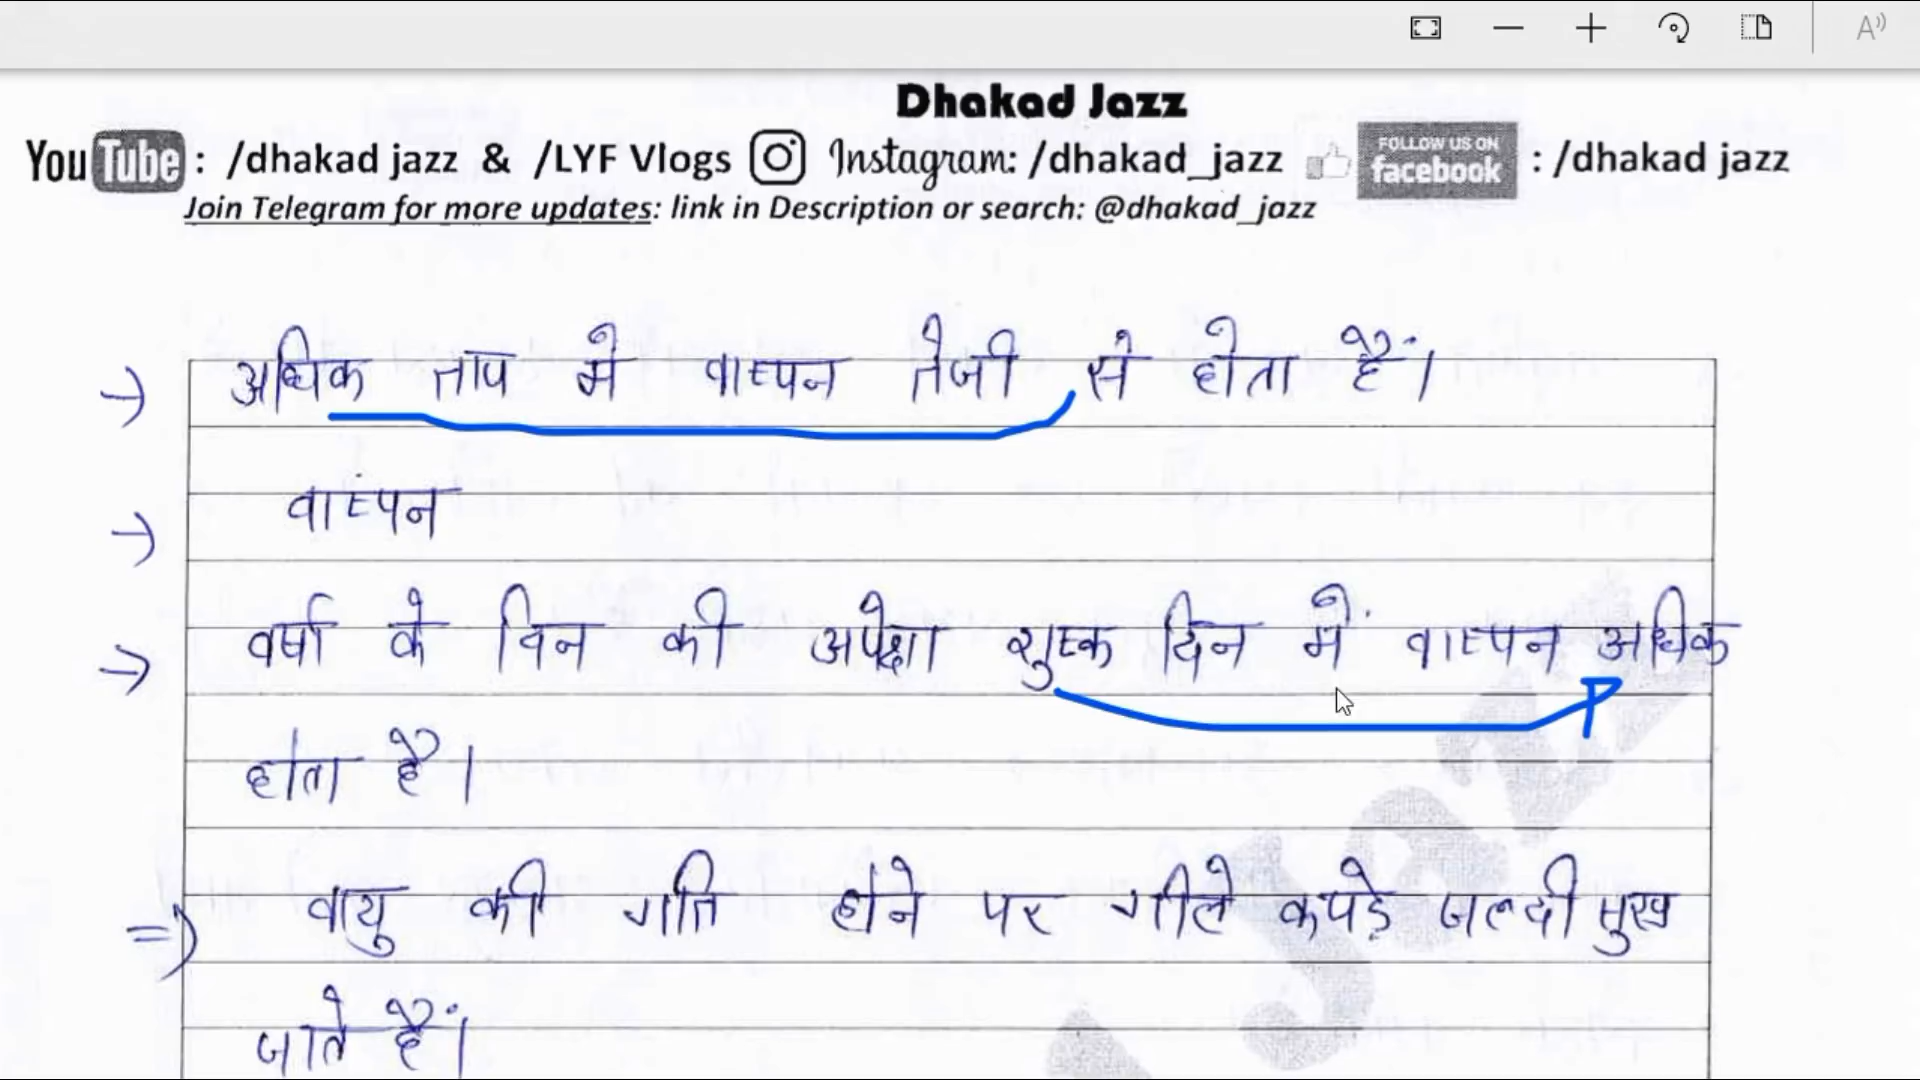 Dhakad Jazz
YouTube : /dhakad jazz & /LYF Vlogs Instagram: /dhakad_jazz FOLLOW US ON facebook : /dhakad jazz
Join Telegram for more updates: link in Description or search: @dhakad_jazz
→ अधिक ताप मे वाष्पन तेजी से होता हैं।
→ वाष्पन
→ वर्षा के दिन की अपेक्षा शुष्क दिन में वाष्पन अधिक
होता है।
⇒ वायु की गति होने पर गीले कपड़े जल्दी सुख
जाते हैं।